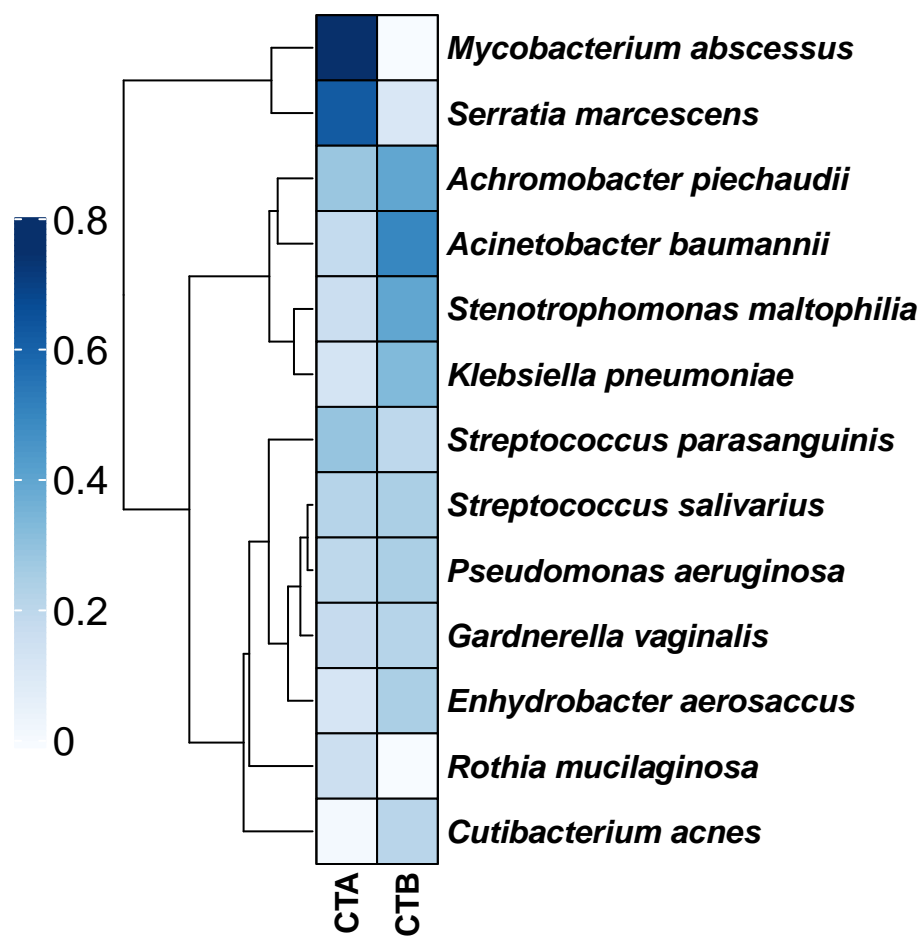 Mycobacterium abscessus
Serratia marcescens
Achromobacter piechaudii
Acinetobacter baumannii
Stenotrophomonas maltophilia
Klebsiella pneumoniae
Streptococcus parasanguinis
Streptococcus salivarius
Pseudomonas aeruginosa
Gardnerella vaginalis
Enhydrobacter aerosaccus
Rothia mucilaginosa
Cutibacterium acnes
0.8
0.6
0.4
0.2
0
CTA
CTB